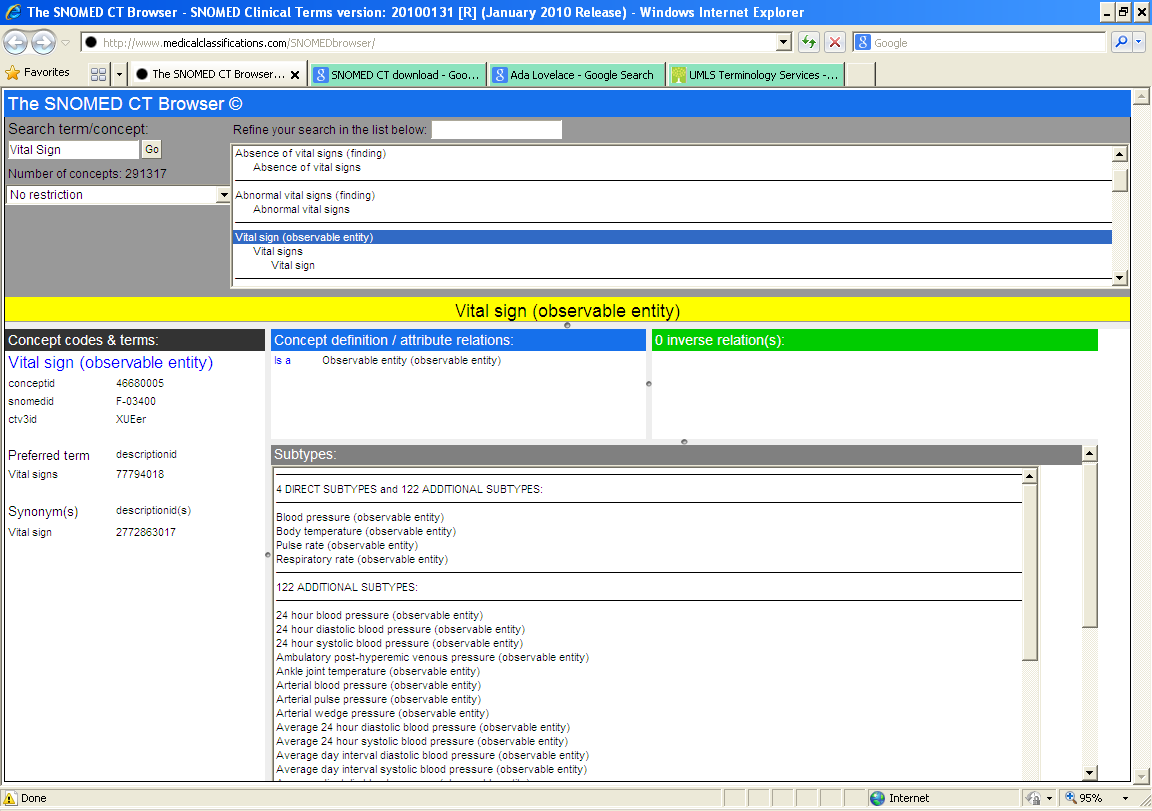 The SNOMED CT Browser - SNOMED Clinical Terms version: 20100131 [R] (January 2010 Release) - Windows Internet Explorer
http://www.medicalclassifications.com/SNOMEDbrowser/
Google
Favorites
The SNOMED CT Browser...
SNOMED CT download - Goo...
Ada Lovelace - Google Search
UMLS Terminology Services -...
The SNOMED CT Browser ©
Search term/concept:
Refine your search in the list below:
Vital Sign
Go
Number of concepts: 291317
No restriction
Absence of vital signs (finding)
Absence of vital signs
Abnormal vital signs (finding)
Abnormal vital signs
Vital sign (observable entity)
Vital signs
Vital sign
Vital sign (observable entity)
Concept codes & terms:
Vital sign (observable entity)
conceptid 46680005
snomedid F-03400
ctv3id XUEer
Preferred term descriptionid
Vital signs 77794018
Synonym(s) descriptionid(s)
Vital sign 2772863017
Concept definition / attribute relations:
Is a Observable entity (observable entity)
0 inverse relation(s):
Subtypes:
4 DIRECT SUBTYPES and 122 ADDITIONAL SUBTYPES:
Blood pressure (observable entity)
Body temperature (observable entity)
Pulse rate (observable entity)
Respiratory rate (observable entity)
122 ADDITIONAL SUBTYPES:
24 hour blood pressure (observable entity)
24 hour diastolic blood pressure (observable entity)
24 hour systolic blood pressure (observable entity)
Ambulatory post-hyperemic venous pressure (observable entity)
Ankle joint temperature (observable entity)
Arterial blood pressure (observable entity)
Arterial pulse pressure (observable entity)
Arterial wedge pressure (observable entity)
Average 24 hour diastolic blood pressure (observable entity)
Average 24 hour systolic blood pressure (observable entity)
Average day interval diastolic blood pressure (observable entity)
Average day interval systolic blood pressure (observable entity)
Done
Internet
95%